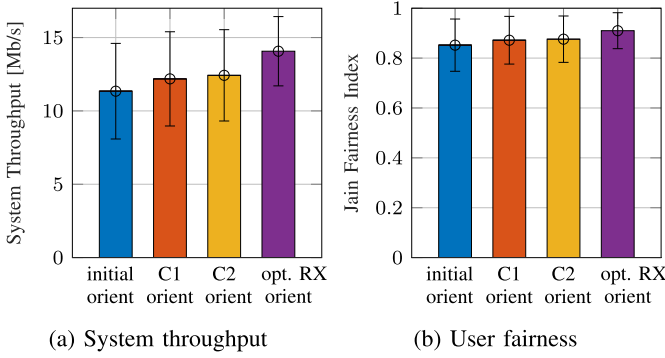 System Throughput [Mb/s]
15
10
5
0
initial
orient
C1
orient
C2
orient
opt. RX
orient
(a) System throughput
Jain Fairness Index
1
0.8
0.6
0.4
0.2
0
initial
orient
C1
orient
C2
orient
opt. RX
orient
(b) User fairness